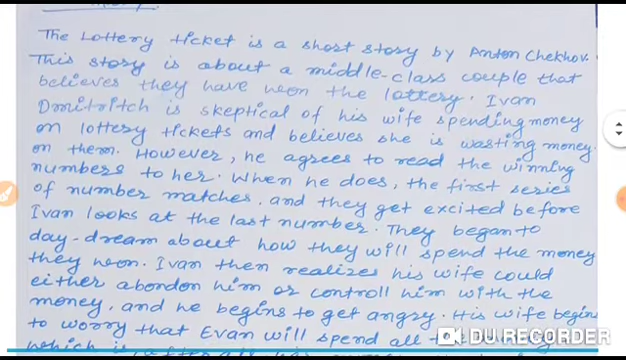 The Lottery ticket is a short story by Anton Chekhov.
This story is about a middle-class couple that
believes they have won the lottery. Ivan
Dmitritch is skeptical of his wife spending money
on lottery tickets and believes she is wasting money
on them. However, he agrees to read the winning
numbers to her. When he does, the first series
of number matches, and they get excited before
Ivan looks at the last number. They began to
day-dream about how they will spend the money
they won. Ivan then realizes his wife could
either abondon him or controll him with the
money, and he begins to get angry. His wife begins
to worry that Evan will spend all
DU RECORDER
which is, after all, her